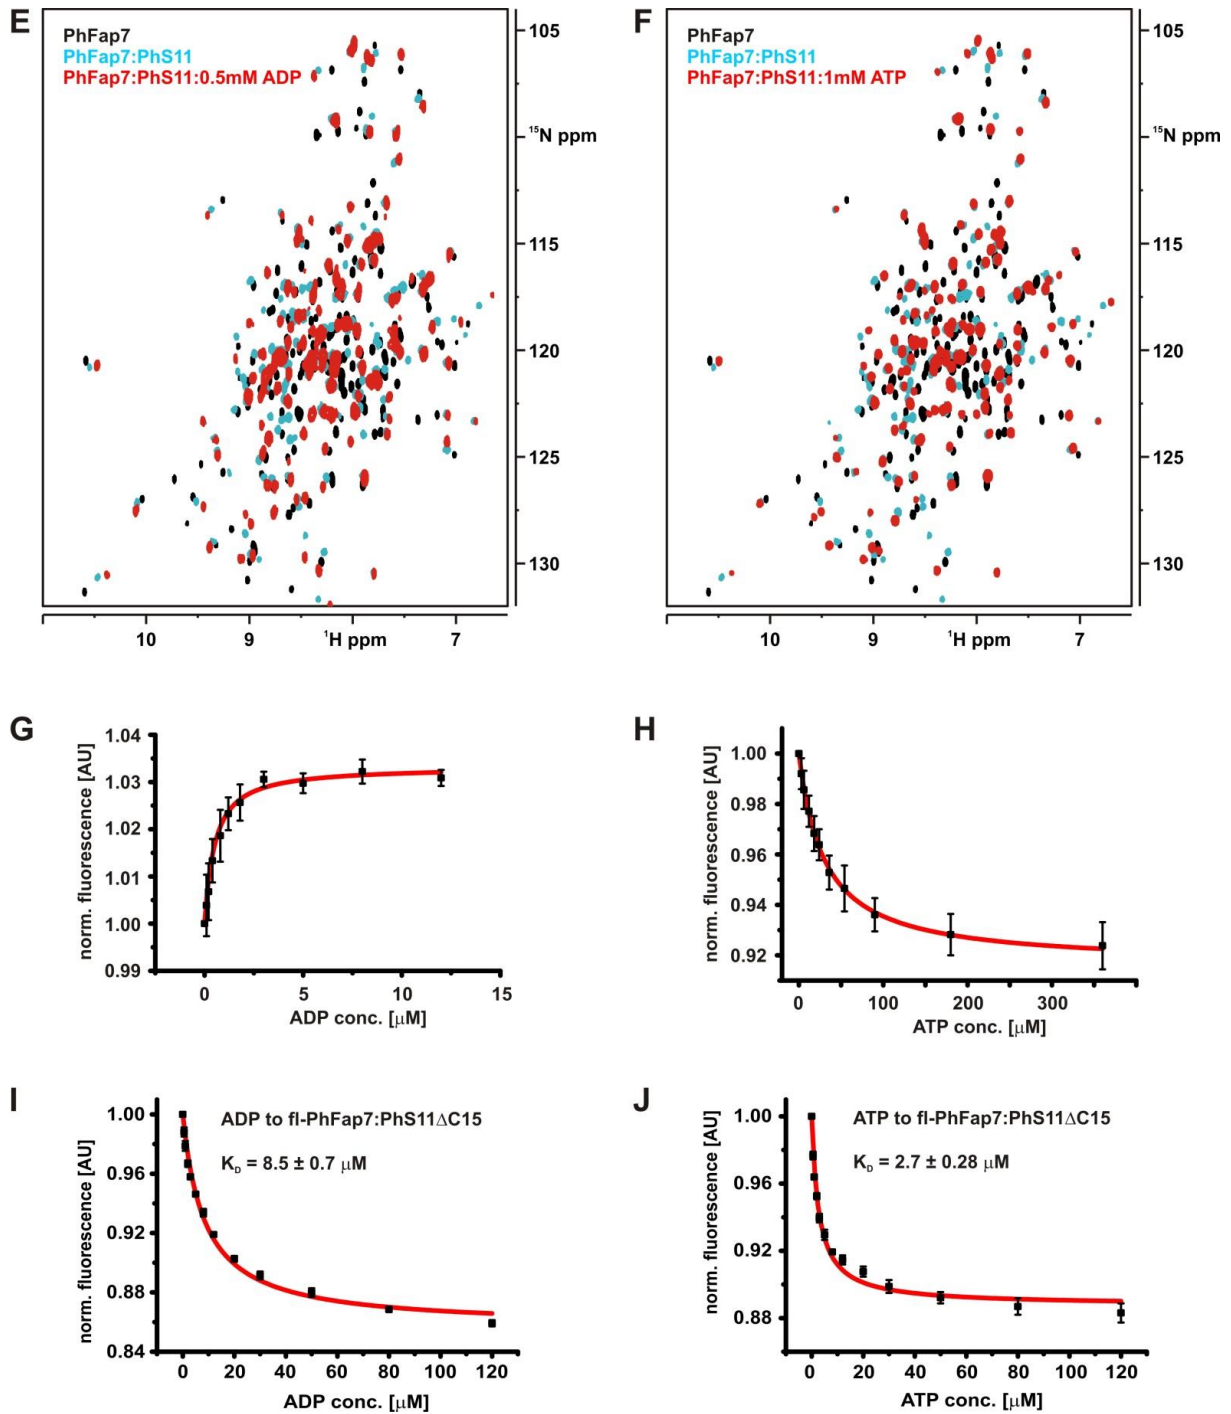 E
PhFap7
PhFap7:PhS11
PhFap7:PhS11:0.5mM ADP
105
15N ppm
115
120
125
130
10 9 1H ppm 7
F
PhFap7
PhFap7:PhS11
PhFap7:PhS11:1mM ATP
105
15N ppm
115
120
125
130
10 9 1H ppm 7
G
norm. fluorescence [AU]
1.04
1.03
1.02
1.01
1.00
0.99
0 5 10 15
ADP conc. [μM]
H
norm. fluorescence [AU]
1.00
0.98
0.96
0.94
0.92
0 100 200 300
ATP conc. [μM]
I
norm. fluorescence [AU]
ADP to fl-PhFap7:PhS11ΔC15
KD = 8.5 ± 0.7 μM
1.00
0.96
0.92
0.88
0.84
0 20 40 60 80 100 120
ADP conc. [μM]
J
norm. fluorescence [AU]
ATP to fl-PhFap7:PhS11ΔC15
KD = 2.7 ± 0.28 μM
1.00
0.96
0.92
0.88
0 20 40 60 80 100 120
ATP conc. [μM]